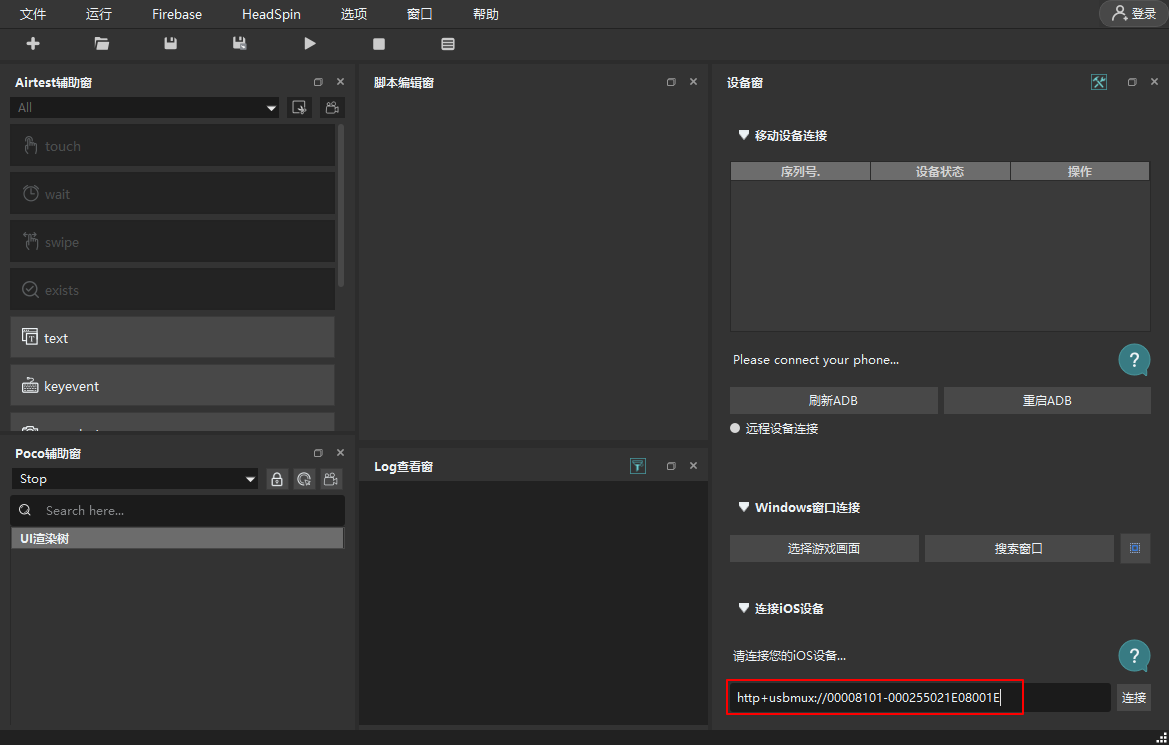 文件 运行 Firebase HeadSpin 选项 窗口 帮助 登录
Airtest辅助窗
All
touch
wait
swipe
exists
text
keyevent
Poco辅助窗
Stop
Search here...
UI渲染树
脚本编辑窗
Log查看窗
设备窗
移动设备连接
序列号. 设备状态 操作
Please connect your phone...
?
刷新ADB 重启ADB
远程设备连接
Windows窗口连接
选择游戏画面 搜索窗口
连接iOS设备
请连接您的iOS设备...
?
http+usbmux://00008101-000255021E08001E 连接